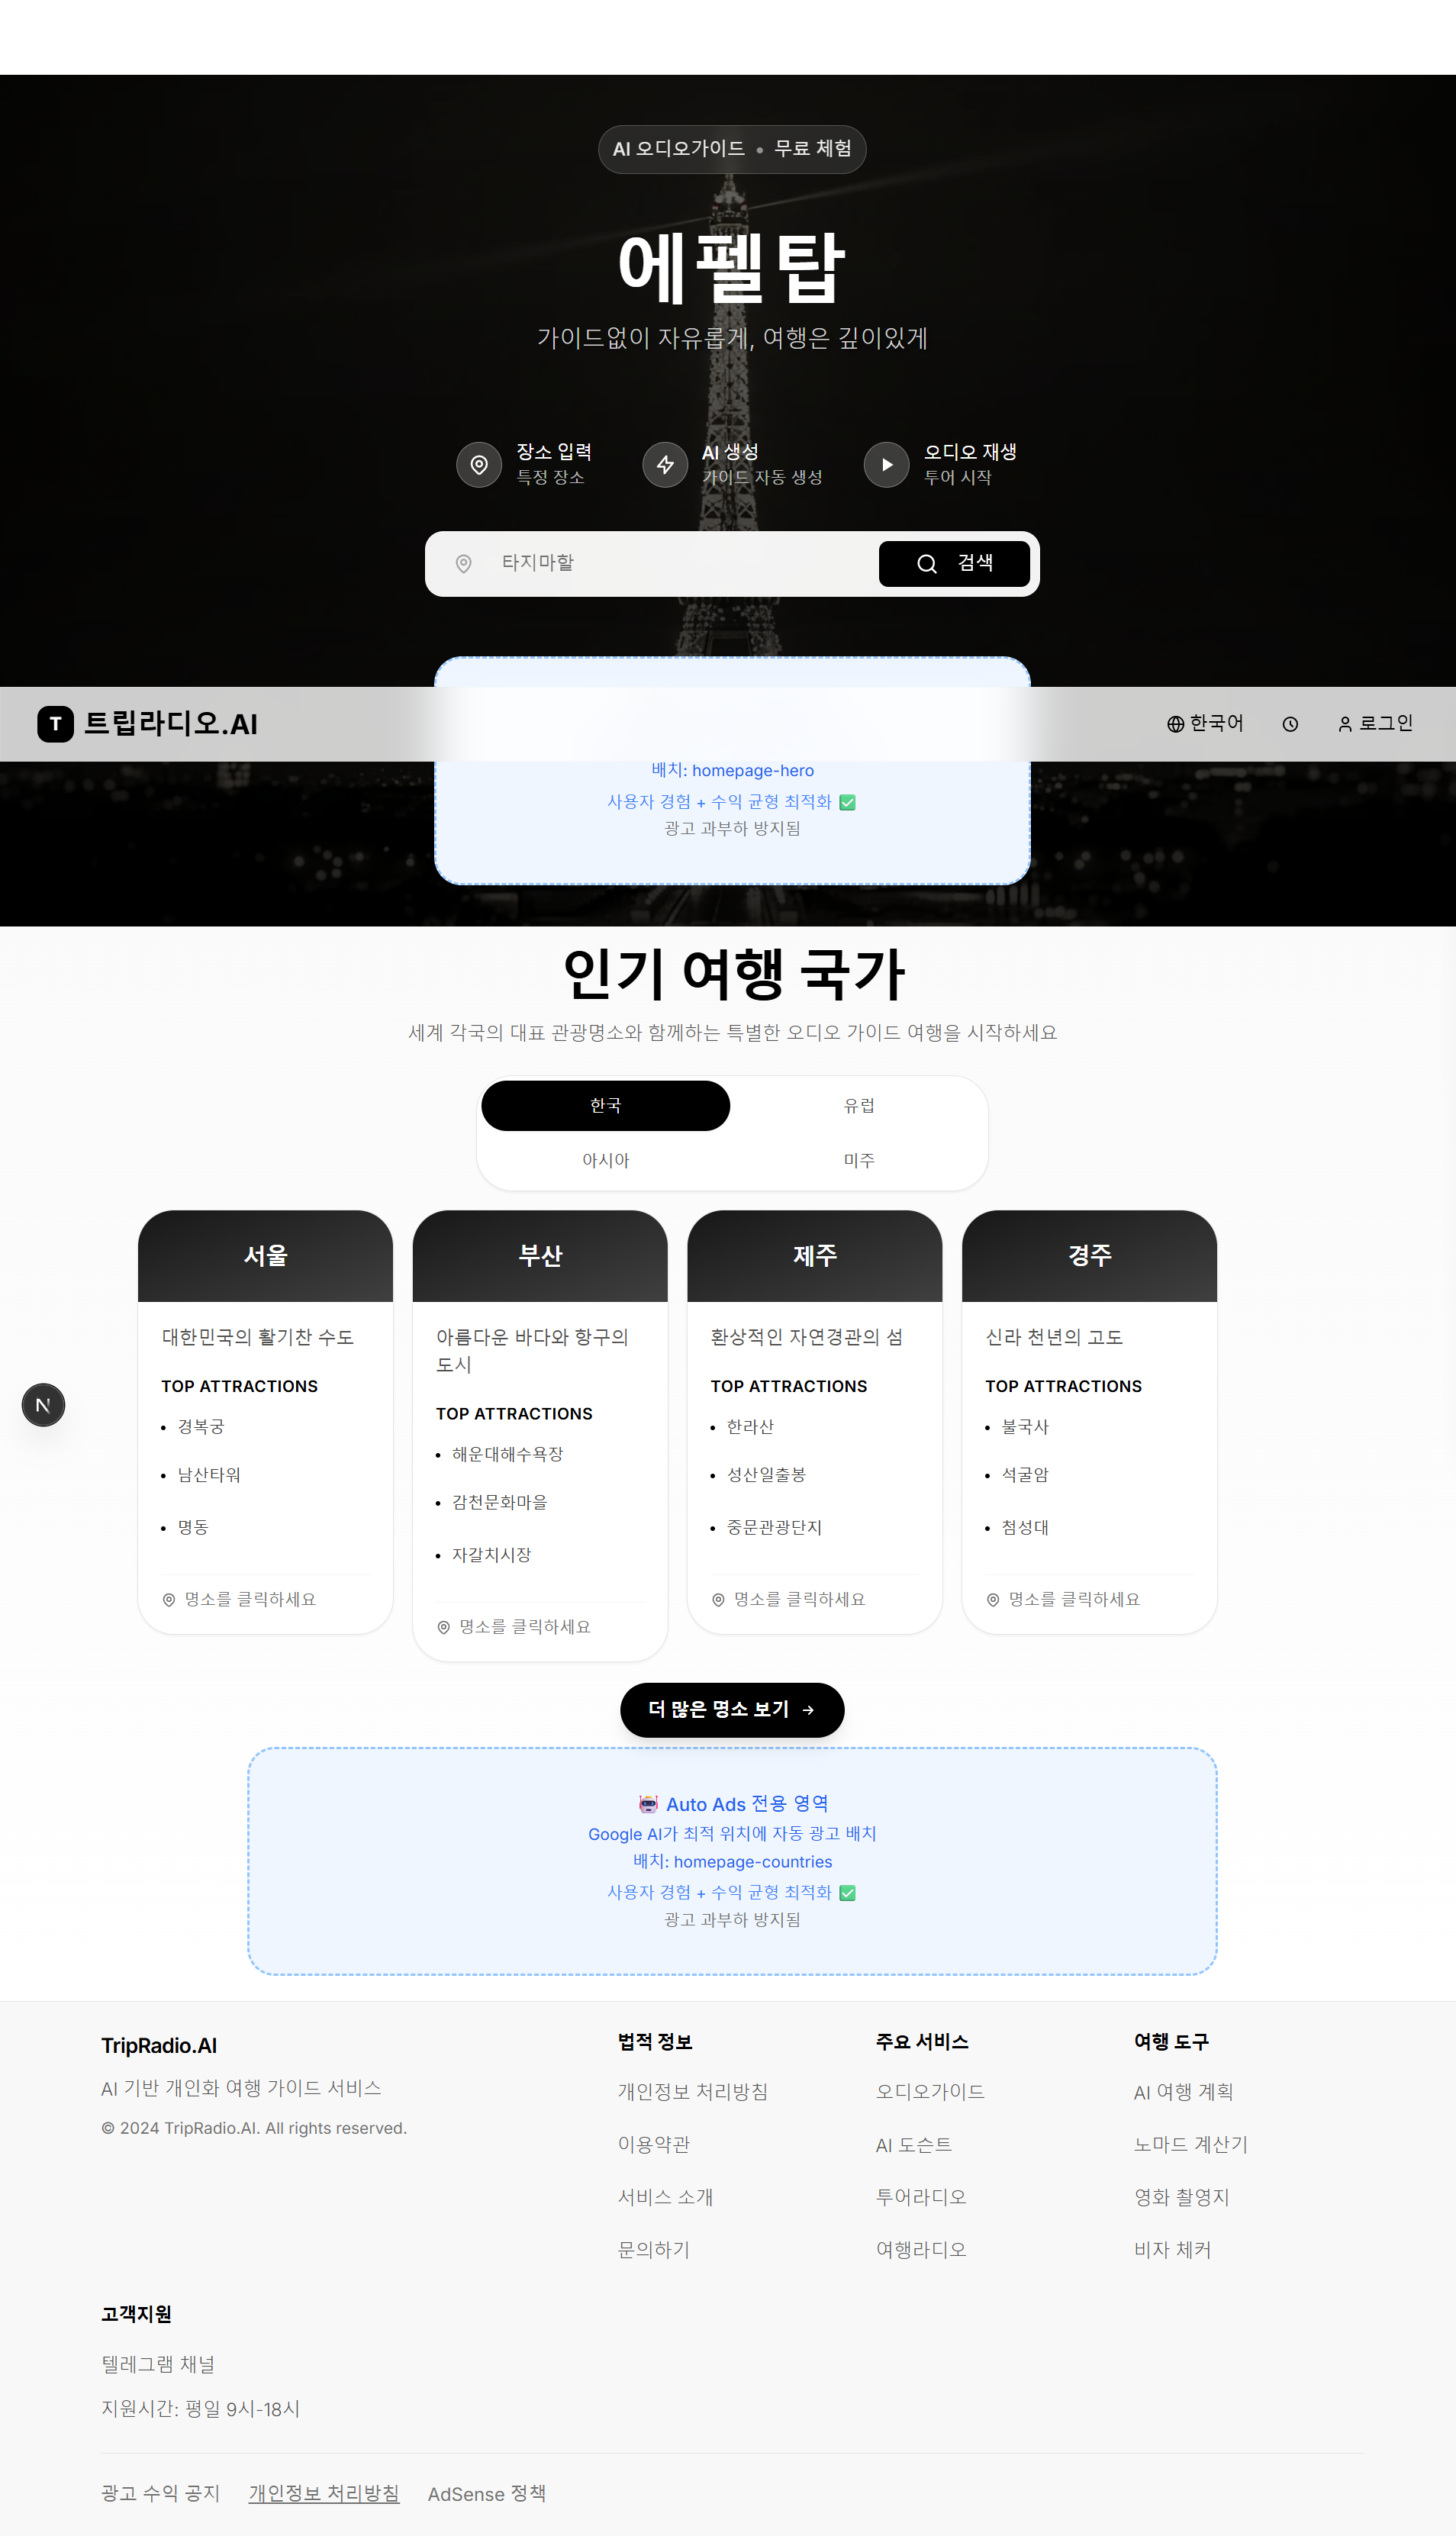 AI 오디오가이드 • 무료 체험
에펠탑
가이드없이 자유롭게, 여행은 깊이있게
장소 입력
특정 장소
AI 생성
가이드 자동 생성
오디오 재생
투어 시작
타지마할
검색
T 트립라디오.AI
한국어
로그인
배치: homepage-hero
사용자 경험 + 수익 균형 최적화 ✅
광고 과부하 방지됨
인기 여행 국가
세계 각국의 대표 관광명소와 함께하는 특별한 오디오 가이드 여행을 시작하세요
한국
유럽
아시아
미주
서울
대한민국의 활기찬 수도
TOP ATTRACTIONS
• 경복궁
• 남산타워
• 명동
명소를 클릭하세요
부산
아름다운 바다와 항구의
도시
TOP ATTRACTIONS
• 해운대해수욕장
• 감천문화마을
• 자갈치시장
명소를 클릭하세요
제주
환상적인 자연경관의 섬
TOP ATTRACTIONS
• 한라산
• 성산일출봉
• 중문관광단지
명소를 클릭하세요
경주
신라 천년의 고도
TOP ATTRACTIONS
• 불국사
• 석굴암
• 첨성대
명소를 클릭하세요
N
더 많은 명소 보기 →
🤖 Auto Ads 전용 영역
Google AI가 최적 위치에 자동 광고 배치
배치: homepage-countries
사용자 경험 + 수익 균형 최적화 ✅
광고 과부하 방지됨
TripRadio.AI
AI 기반 개인화 여행 가이드 서비스
© 2024 TripRadio.AI. All rights reserved.
법적 정보
개인정보 처리방침
이용약관
서비스 소개
문의하기
주요 서비스
오디오가이드
AI 도슨트
투어라디오
여행라디오
여행 도구
AI 여행 계획
노마드 계산기
영화 촬영지
비자 체커
고객지원
텔레그램 채널
지원시간: 평일 9시-18시
광고 수익 공지
개인정보 처리방침
AdSense 정책